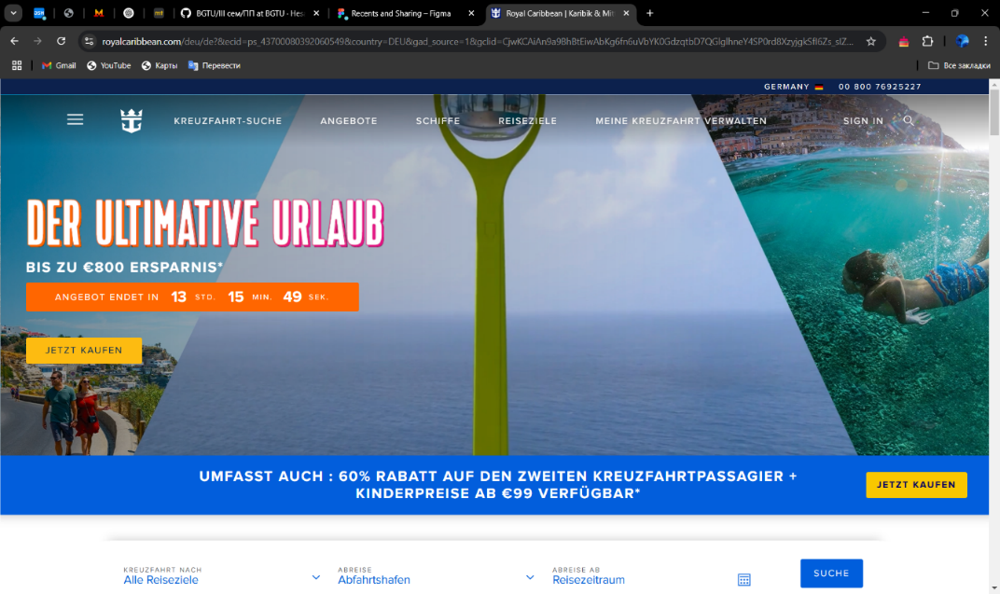 BGTU/III сем/ПП at BGTU · Hes
Recents and Sharing – Figma
Royal Caribbean | Karibik & Mit
royalcaribbean.com/deu/de?&ecid=ps_43700080392060549&country=DEU&gad_source=1&gclid=
Gmail
YouTube
Карты
Перевести
Все закладки
GERMANY
00 800 76925227
KREUZFAHRT-SUCHE
ANGEBOTE
SCHIFFE
REISEZIELE
MEINE KREUZFAHRT VERWALTEN
SIGN IN
DER ULTIMATIVE URLAUB
BIS ZU €800 ERSPARNIS*
ANGEBOT ENDET IN 13 STD. 15 MIN. 49 SEK.
JETZT KAUFEN
UMFASST AUCH : 60% RABATT AUF DEN ZWEITEN KREUZFAHRTPASSAGIER +
KINDERPREISE AB €99 VERFÜGBAR*
JETZT KAUFEN
KREUZFAHRT NACH
Alle Reiseziele
ABREISE
Abfahrtshafen
ABREISE AB
Reisezeitraum
SUCHE